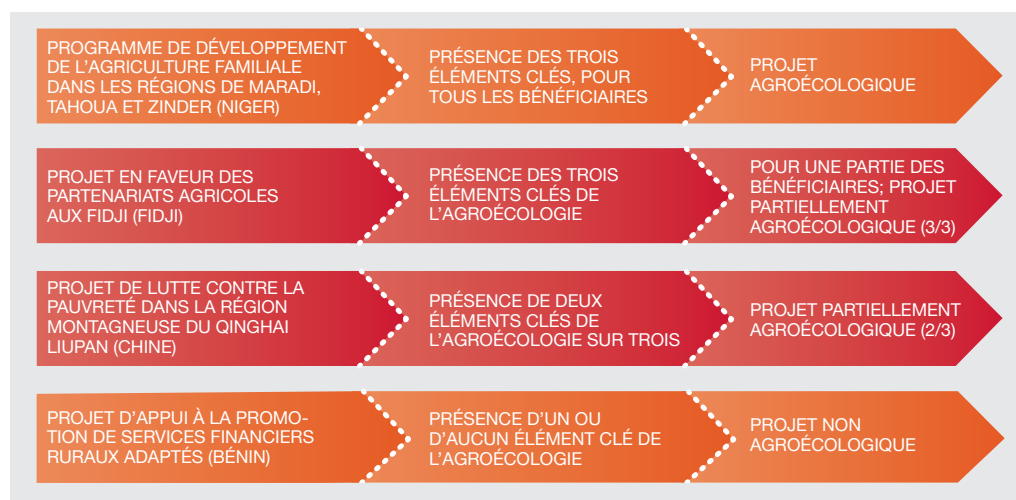 PROGRAMME DE DÉVELOPPEMENT
DE L'AGRICULTURE FAMILIALE
DANS LES RÉGIONS DE MARADI,
TAHOUA ET ZINDER (NIGER)
PRÉSENCE DES TROIS
ÉLÉMENTS CLÉS, POUR
TOUS LES BÉNÉFICIAIRES
PROJET
AGROÉCOLOGIQUE
PROJET EN FAVEUR DES
PARTENARIATS AGRICOLES
AUX FIDJI (FIDJI)
PRÉSENCE DES TROIS
ÉLÉMENTS CLÉS DE
L'AGROÉCOLOGIE
POUR UNE PARTIE DES
BÉNÉFICIAIRES; PROJET
PARTIELLEMENT
AGROÉCOLOGIQUE (3/3)
PROJET DE LUTTE CONTRE LA
PAUVRETÉ DANS LA RÉGION
MONTAGNEUSE DU QINGHAI
LIUPAN (CHINE)
PRÉSENCE DE DEUX
ÉLÉMENTS CLÉS DE
L'AGROÉCOLOGIE SUR TROIS
PROJET PARTIELLEMENT
AGROÉCOLOGIQUE (2/3)
PROJET D'APPUI À LA PROMO-
TION DE SERVICES FINANCIERS
RURAUX ADAPTÉS (BÉNIN)
PRÉSENCE D'UN OU
D'AUCUN ÉLÉMENT CLÉ DE
L'AGROÉCOLOGIE
PROJET NON
AGROÉCOLOGIQUE